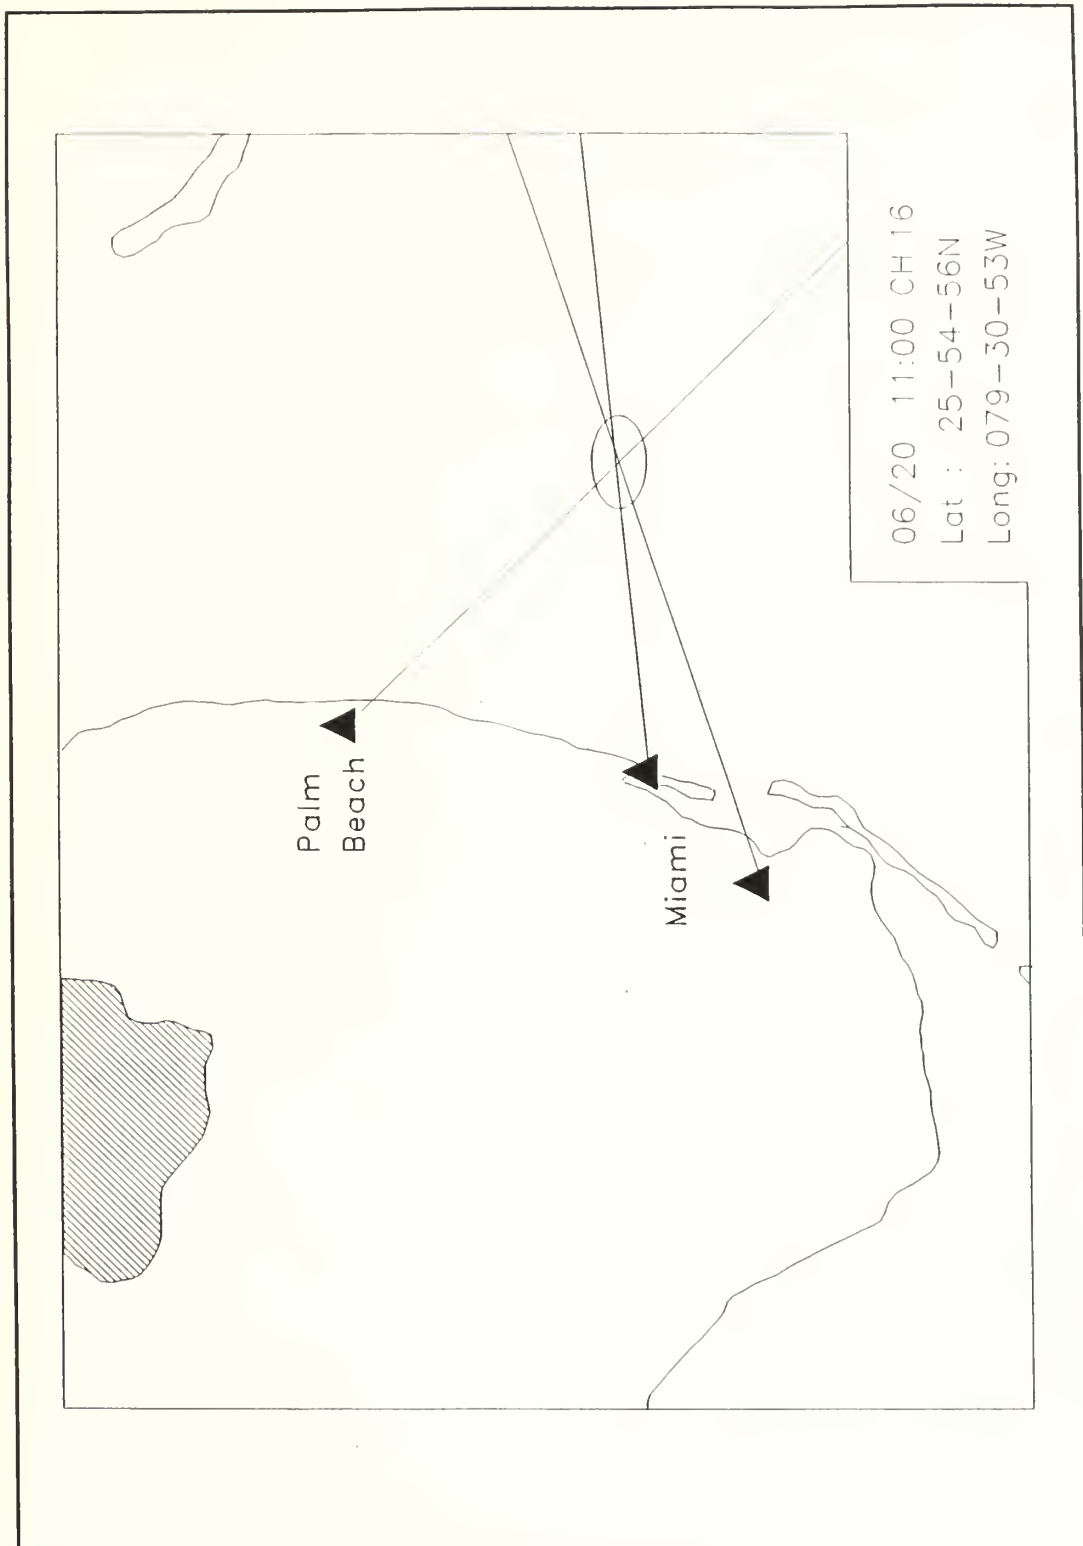 Palm
Beach
Miami
06/20 11:00 CH 16
Lat : 25-54-56N
Long: 079-30-53W